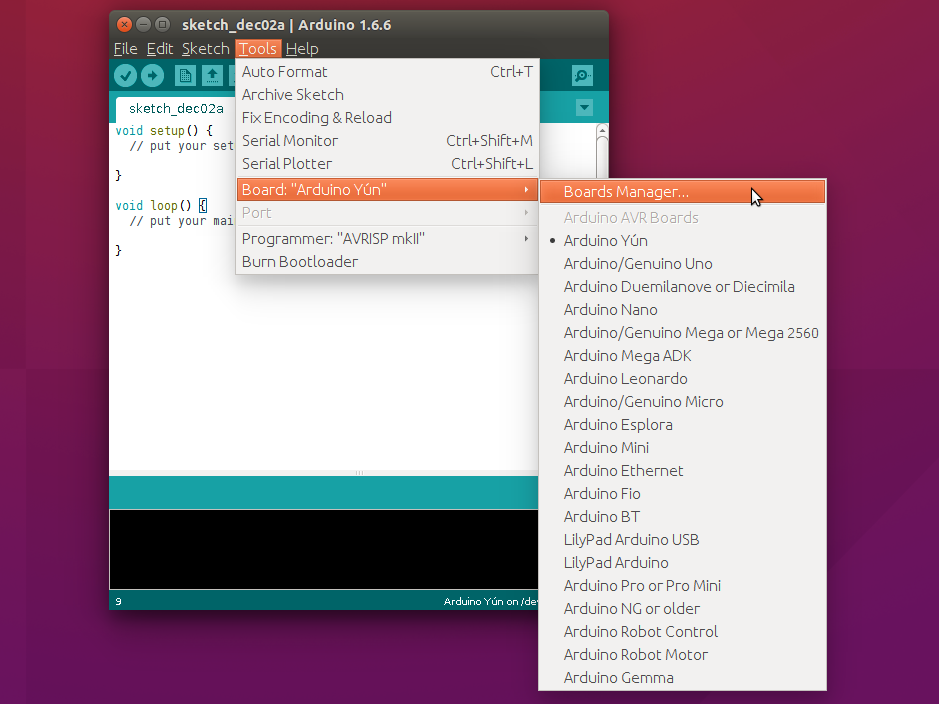 sketch_dec02a | Arduino 1.6.6
File Edit Sketch Tools Help
sketch_dec02a
void setup() {
// put your set
}
void loop() {
// put your mai
}
Auto Format Ctrl+T
Archive Sketch
Fix Encoding & Reload
Serial Monitor Ctrl+Shift+M
Serial Plotter Ctrl+Shift+L
Board: "Arduino Yún"
Port
Programmer: "AVRISP mkII"
Burn Bootloader
Boards Manager...
Arduino AVR Boards
Arduino Yún
Arduino/Genuino Uno
Arduino Duemilanove or Diecimila
Arduino Nano
Arduino/Genuino Mega or Mega 2560
Arduino Mega ADK
Arduino Leonardo
Arduino/Genuino Micro
Arduino Esplora
Arduino Mini
Arduino Ethernet
Arduino Fio
Arduino BT
LilyPad Arduino USB
LilyPad Arduino
Arduino Pro or Pro Mini
Arduino NG or older
Arduino Robot Control
Arduino Robot Motor
Arduino Gemma
9 Arduino Yún on /dev